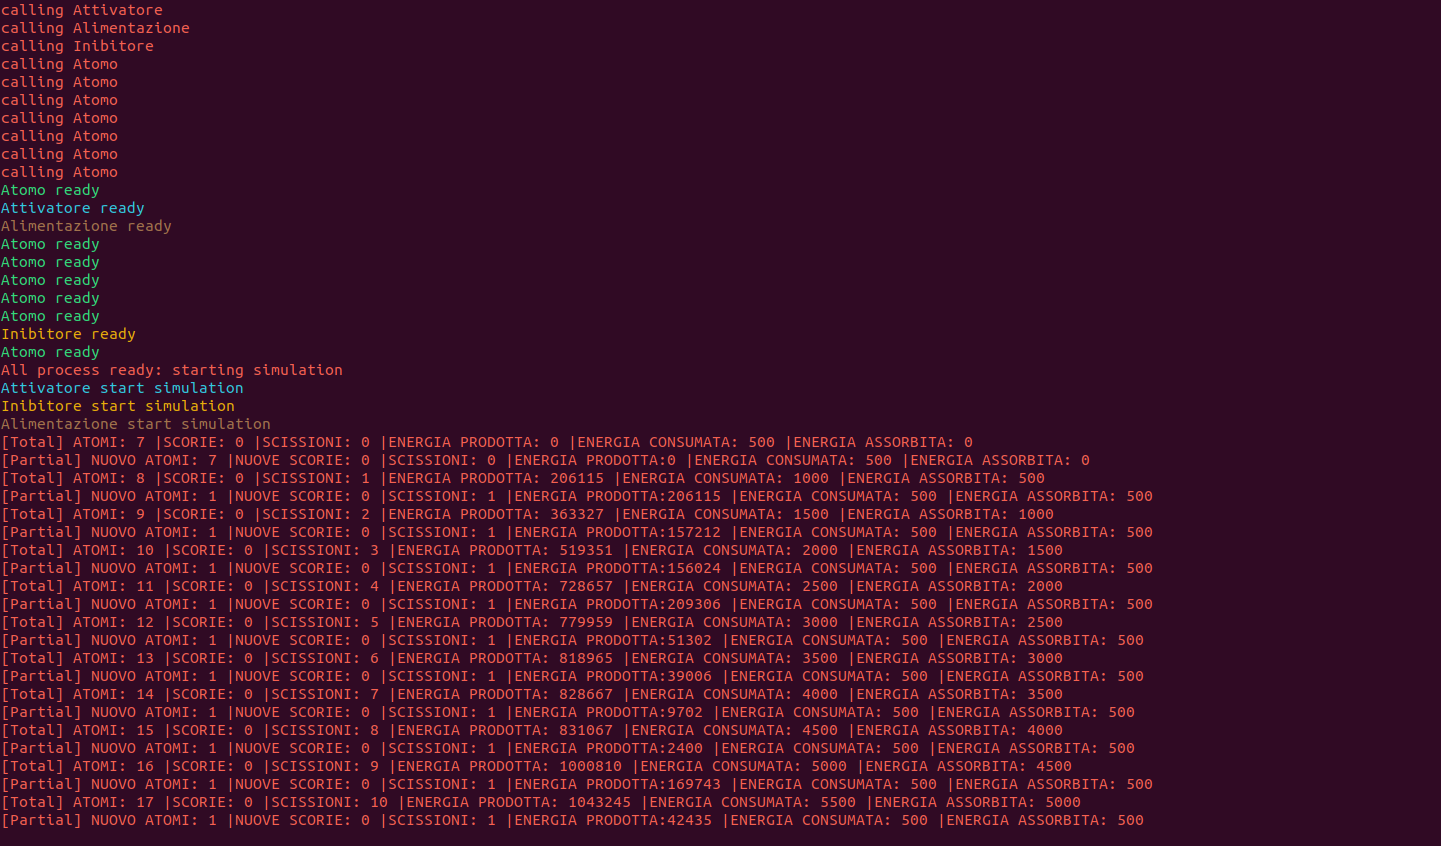 calling Attivatore
calling Alimentazione
calling Inibitore
calling Atomo
calling Atomo
calling Atomo
calling Atomo
calling Atomo
calling Atomo
calling Atomo
Atomo ready
Attivatore ready
Alimentazione ready
Atomo ready
Atomo ready
Atomo ready
Atomo ready
Atomo ready
Inibitore ready
Atomo ready
All process ready: starting simulation
Attivatore start simulation
Inibitore start simulation
Alimentazione start simulation
[Total] ATOMI: 7 |SCORIE: 0 |SCISSIONI: 0 |ENERGIA PRODOTTA: 0 |ENERGIA CONSUMATA: 500 |ENERGIA ASSORBITA: 0
[Partial] NUOVO ATOMI: 7 |NUOVE SCORIE: 0 |SCISSIONI: 0 |ENERGIA PRODOTTA:0 |ENERGIA CONSUMATA: 500 |ENERGIA ASSORBITA: 0
[Total] ATOMI: 8 |SCORIE: 0 |SCISSIONI: 1 |ENERGIA PRODOTTA: 206115 |ENERGIA CONSUMATA: 1000 |ENERGIA ASSORBITA: 500
[Partial] NUOVO ATOMI: 1 |NUOVE SCORIE: 0 |SCISSIONI: 1 |ENERGIA PRODOTTA:206115 |ENERGIA CONSUMATA: 500 |ENERGIA ASSORBITA: 500
[Total] ATOMI: 9 |SCORIE: 0 |SCISSIONI: 2 |ENERGIA PRODOTTA: 363327 |ENERGIA CONSUMATA: 1500 |ENERGIA ASSORBITA: 1000
[Partial] NUOVO ATOMI: 1 |NUOVE SCORIE: 0 |SCISSIONI: 1 |ENERGIA PRODOTTA:157212 |ENERGIA CONSUMATA: 500 |ENERGIA ASSORBITA: 500
[Total] ATOMI: 10 |SCORIE: 0 |SCISSIONI: 3 |ENERGIA PRODOTTA: 519351 |ENERGIA CONSUMATA: 2000 |ENERGIA ASSORBITA: 1500
[Partial] NUOVO ATOMI: 1 |NUOVE SCORIE: 0 |SCISSIONI: 1 |ENERGIA PRODOTTA:156024 |ENERGIA CONSUMATA: 500 |ENERGIA ASSORBITA: 500
[Total] ATOMI: 11 |SCORIE: 0 |SCISSIONI: 4 |ENERGIA PRODOTTA: 728657 |ENERGIA CONSUMATA: 2500 |ENERGIA ASSORBITA: 2000
[Partial] NUOVO ATOMI: 1 |NUOVE SCORIE: 0 |SCISSIONI: 1 |ENERGIA PRODOTTA:209306 |ENERGIA CONSUMATA: 500 |ENERGIA ASSORBITA: 500
[Total] ATOMI: 12 |SCORIE: 0 |SCISSIONI: 5 |ENERGIA PRODOTTA: 779959 |ENERGIA CONSUMATA: 3000 |ENERGIA ASSORBITA: 2500
[Partial] NUOVO ATOMI: 1 |NUOVE SCORIE: 0 |SCISSIONI: 1 |ENERGIA PRODOTTA:51302 |ENERGIA CONSUMATA: 500 |ENERGIA ASSORBITA: 500
[Total] ATOMI: 13 |SCORIE: 0 |SCISSIONI: 6 |ENERGIA PRODOTTA: 818965 |ENERGIA CONSUMATA: 3500 |ENERGIA ASSORBITA: 3000
[Partial] NUOVO ATOMI: 1 |NUOVE SCORIE: 0 |SCISSIONI: 1 |ENERGIA PRODOTTA:39006 |ENERGIA CONSUMATA: 500 |ENERGIA ASSORBITA: 500
[Total] ATOMI: 14 |SCORIE: 0 |SCISSIONI: 7 |ENERGIA PRODOTTA: 828667 |ENERGIA CONSUMATA: 4000 |ENERGIA ASSORBITA: 3500
[Partial] NUOVO ATOMI: 1 |NUOVE SCORIE: 0 |SCISSIONI: 1 |ENERGIA PRODOTTA:9702 |ENERGIA CONSUMATA: 500 |ENERGIA ASSORBITA: 500
[Total] ATOMI: 15 |SCORIE: 0 |SCISSIONI: 8 |ENERGIA PRODOTTA: 831067 |ENERGIA CONSUMATA: 4500 |ENERGIA ASSORBITA: 4000
[Partial] NUOVO ATOMI: 1 |NUOVE SCORIE: 0 |SCISSIONI: 1 |ENERGIA PRODOTTA:2400 |ENERGIA CONSUMATA: 500 |ENERGIA ASSORBITA: 500
[Total] ATOMI: 16 |SCORIE: 0 |SCISSIONI: 9 |ENERGIA PRODOTTA: 1000810 |ENERGIA CONSUMATA: 5000 |ENERGIA ASSORBITA: 4500
[Partial] NUOVO ATOMI: 1 |NUOVE SCORIE: 0 |SCISSIONI: 1 |ENERGIA PRODOTTA:169743 |ENERGIA CONSUMATA: 500 |ENERGIA ASSORBITA: 500
[Total] ATOMI: 17 |SCORIE: 0 |SCISSIONI: 10 |ENERGIA PRODOTTA: 1043245 |ENERGIA CONSUMATA: 5500 |ENERGIA ASSORBITA: 5000
[Partial] NUOVO ATOMI: 1 |NUOVE SCORIE: 0 |SCISSIONI: 1 |ENERGIA PRODOTTA:42435 |ENERGIA CONSUMATA: 500 |ENERGIA ASSORBITA: 500